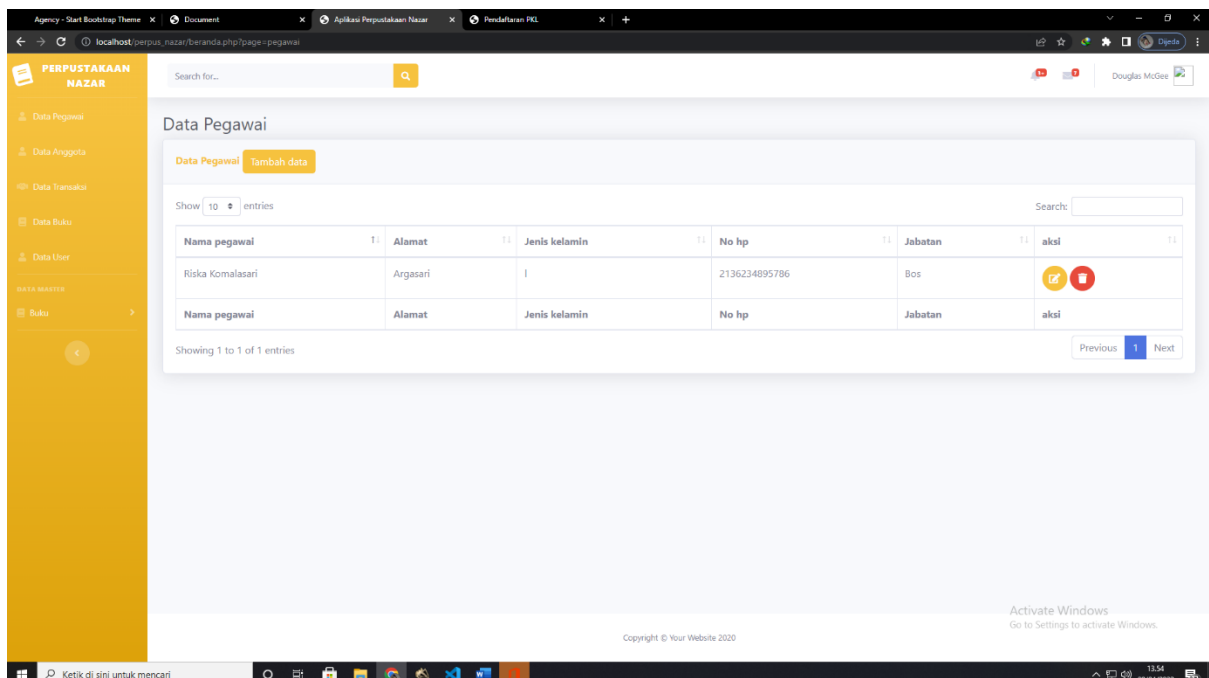 Agency - Start Bootstrap Theme
Document
Aplikasi Perpustakaan Nazar
Pendaftaran PKL
localhost/perpus_nazar/beranda.php?page=pegawai
Dijeda
PERPUSTAKAAN
NAZAR
Search for...
Douglas McGee
Data Pegawai
Data Anggota
Data Transaksi
Data Buku
Data User
DATA MASTER
Buku
Data Pegawai
Data Pegawai Tambah data
Show 10 entries
Search:
Nama pegawai Alamat Jenis kelamin No hp Jabatan aksi
Riska Komalasari Argasari l 2136234895786 Bos
Nama pegawai Alamat Jenis kelamin No hp Jabatan aksi
Showing 1 to 1 of 1 entries
Previous 1 Next
Activate Windows
Go to Settings to activate Windows.
Copyright © Your Website 2020
Ketik di sini untuk mencari
13.54